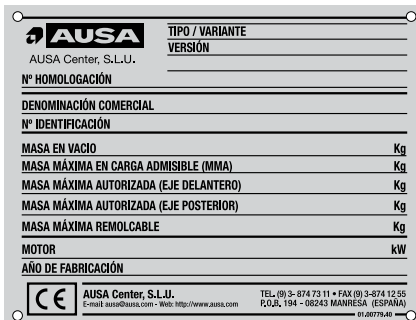 AUSA
AUSA Center, S.L.U.
TIPO / VARIANTE
VERSIÓN
Nº HOMOLOGACIÓN
DENOMINACIÓN COMERCIAL
Nº IDENTIFICACIÓN
MASA EN VACIO Kg
MASA MÁXIMA EN CARGA ADMISIBLE (MMA) Kg
MASA MÁXIMA AUTORIZADA (EJE DELANTERO) Kg
MASA MÁXIMA AUTORIZADA (EJE POSTERIOR) Kg
MASA MÁXIMA REMOLCABLE Kg
MOTOR kW
AÑO DE FABRICACIÓN
CE
AUSA Center, S.L.U.
E-mail: ausa@ausa.com - Web: http://www.ausa.com
TEL. (9) 3- 874 73 11 • FAX (9) 3-874 12 55
P.O.B. 194 - 08243 MANRESA (ESPAÑA)
01.00779.40